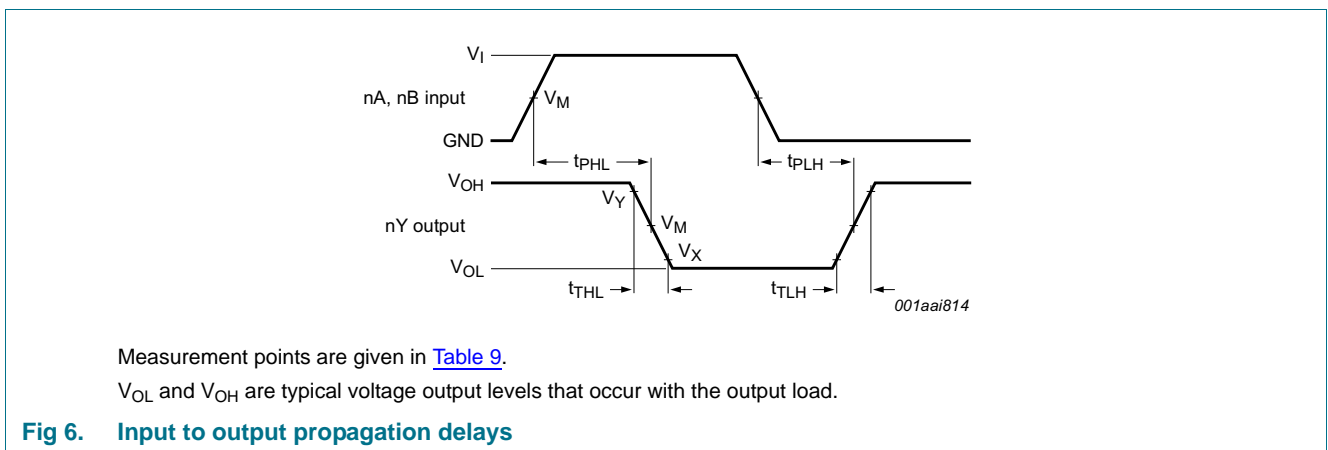 V_I
nA, nB input
V_M
GND
t_PHL
t_PLH
V_OH
V_Y
nY output
V_M
V_X
V_OL
t_THL
t_TLH
001aai814
Measurement points are given in Table 9.
V_OL and V_OH are typical voltage output levels that occur with the output load.
Fig 6. Input to output propagation delays